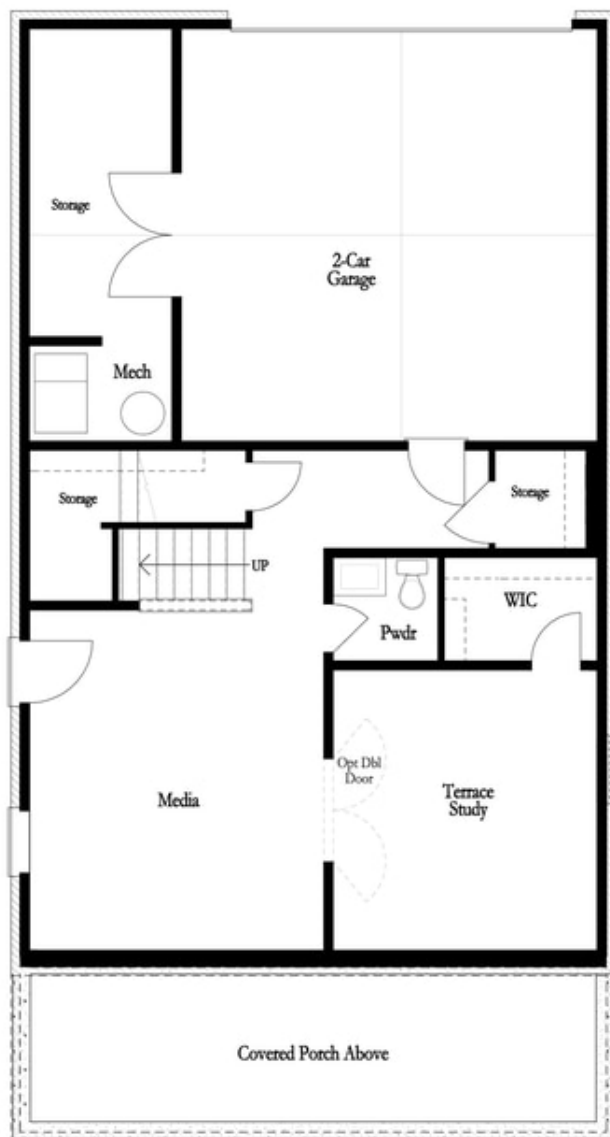 Storage
2-Car
Garage
Mech
Storage
Storage
UP
WIC
Pwdr
Opt Dbl
Door
Media
Terrace
Study
Covered Porch Above